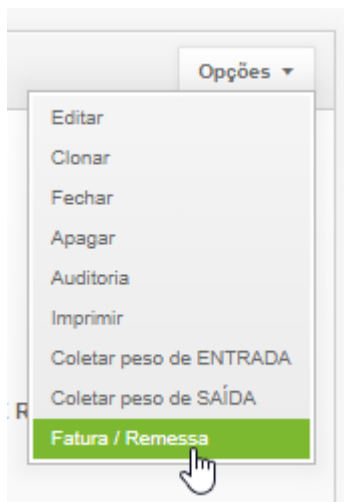 Opções
Editar
Clonar
Fechar
Apagar
Auditoria
Imprimir
Coletar peso de ENTRADA
Coletar peso de SAÍDA
R
Fatura / Remessa